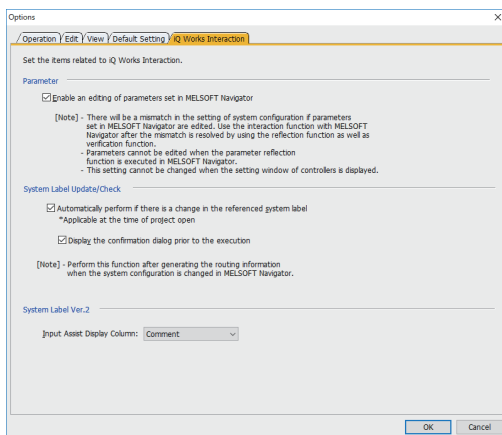 Options
Operation Edit View Default Setting iQ Works Interaction
Set the items related to iQ Works Interaction.
Parameter
Enable an editing of parameters set in MELSOFT Navigator
[Note] - There will be a mismatch in the setting of system configuration if parameters
set in MELSOFT Navigator are edited. Use the interaction function with MELSOFT
Navigator after the mismatch is resolved by using the reflection function as well as
verification function.
- Parameters cannot be edited when the parameter reflection
function is executed in MELSOFT Navigator.
- This setting cannot be changed when the setting window of controllers is displayed.
System Label Update/Check
Automatically perform if there is a change in the referenced system label
*Applicable at the time of project open
Display the confirmation dialog prior to the execution
[Note] - Perform this function after generating the routing information
when the system configuration is changed in MELSOFT Navigator.
System Label Ver.2
Input Assist Display Column: Comment
OK Cancel